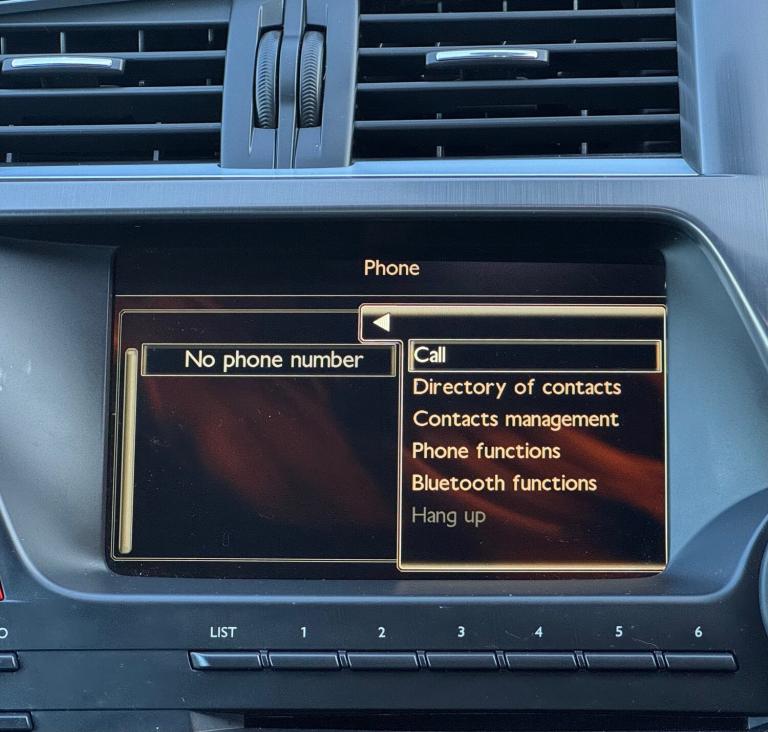 Phone
No phone number
Call
Directory of contacts
Contacts management
Phone functions
Bluetooth functions
Hang up
LIST 1 2 3 4 5 6